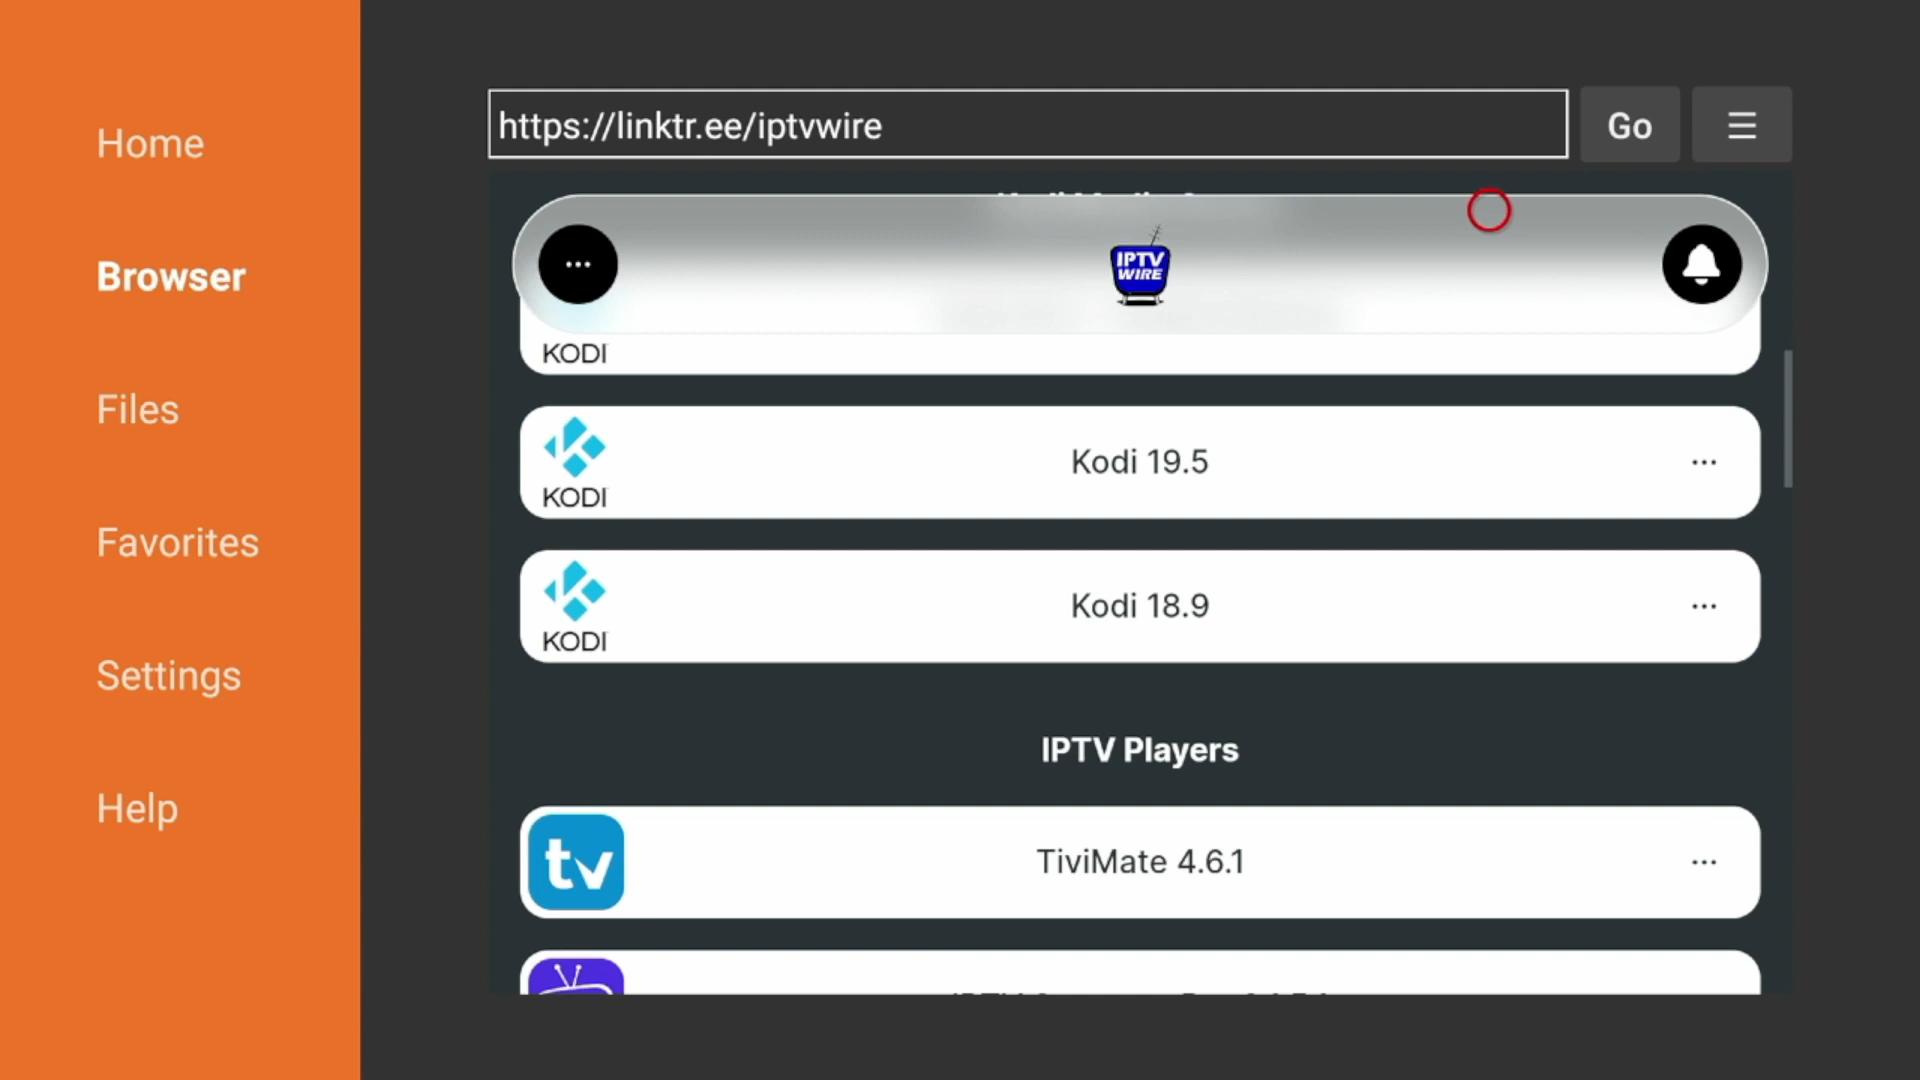 Home
Browser
Files
Favorites
Settings
Help
https://linktr.ee/iptvwire
Go
IPTV
WIRE
KODI
KODI
Kodi 19.5
KODI
Kodi 18.9
IPTV Players
tv
TiviMate 4.6.1